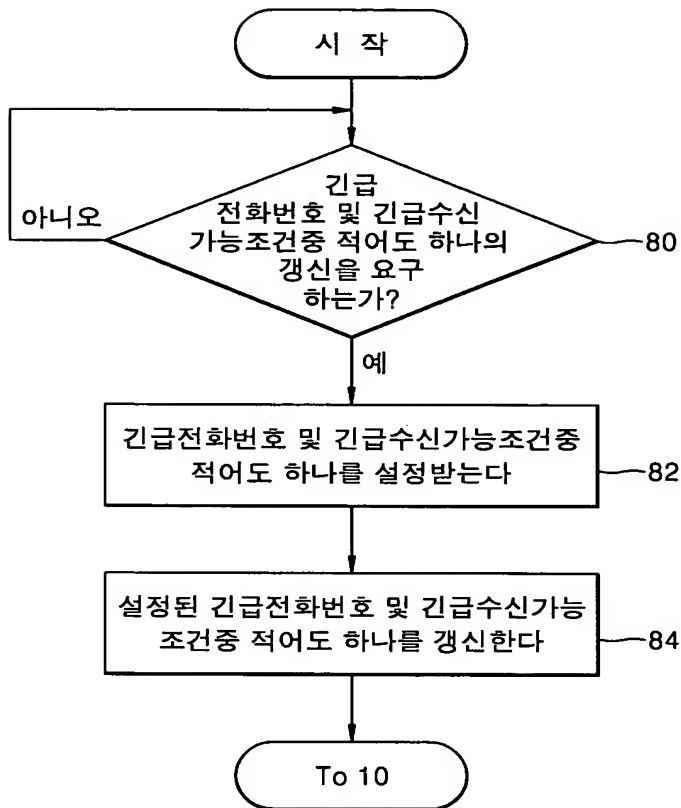 시 작
긴급
전화번호 및 긴급수신
가능조건중 적어도 하나의
갱신을 요구
하는가?
80
아니오
예
긴급전화번호 및 긴급수신가능조건중
적어도 하나를 설정받는다
82
설정된 긴급전화번호 및 긴급수신가능
조건중 적어도 하나를 갱신한다
84
To 10